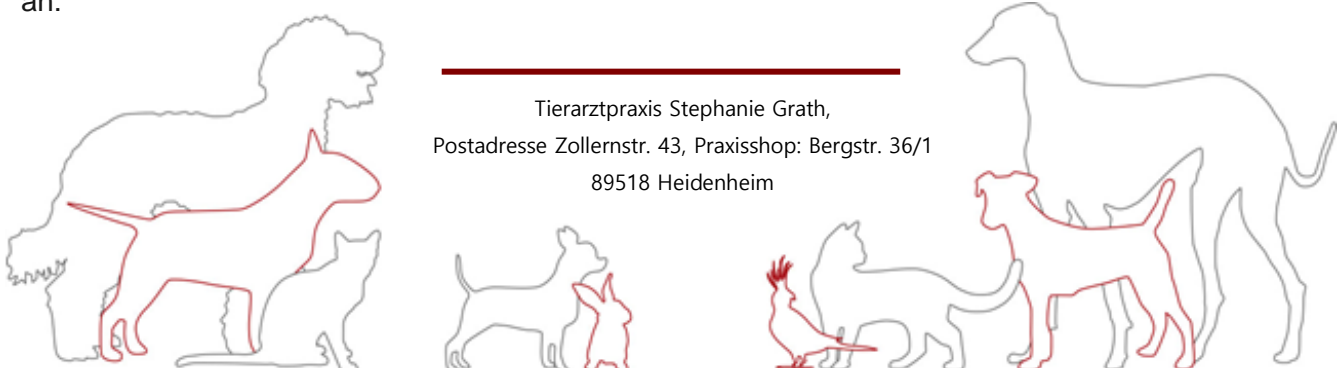 an.
Tierarztpraxis Stephanie Grath,
Postadresse Zollernstr. 43, Praxisshop: Bergstr. 36/1
89518 Heidenheim